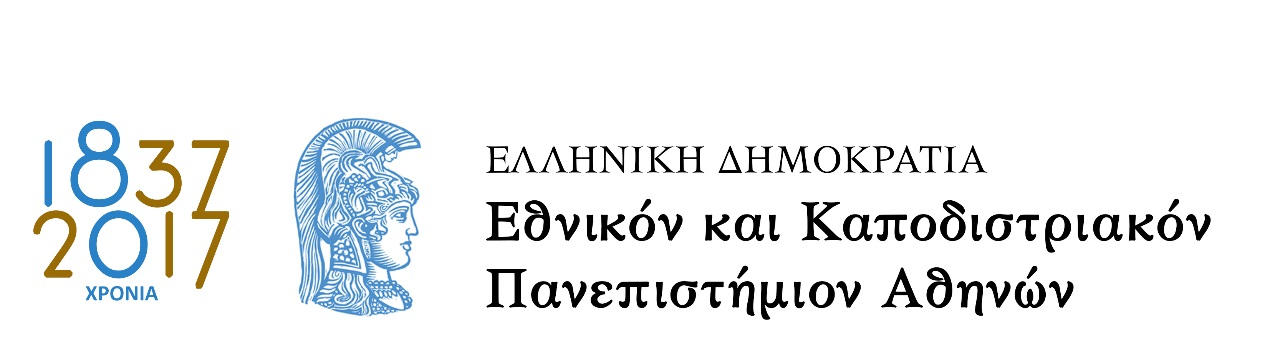 1837
2017
ΧΡΟΝΙΑ
ΕΛΛΗΝΙΚΗ ΔΗΜΟΚΡΑΤΙΑ
Εθνικόν και Καποδιστριακόν
Πανεπιστήμιον Αθηνών